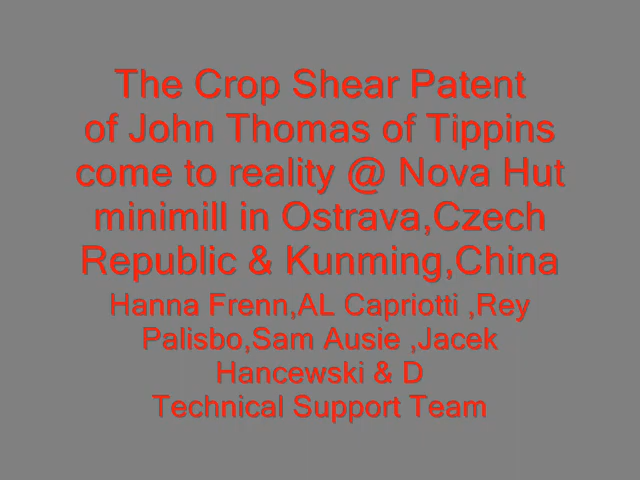 The Crop Shear Patent
of John Thomas of Tippins
come to reality @ Nova Hut
minimill in Ostrava,Czech
Republic & Kunming,China
Hanna Frenn,AL Capriotti ,Rey
Palisbo,Sam Ausie ,Jacek
Hancewski & D
Technical Support Team